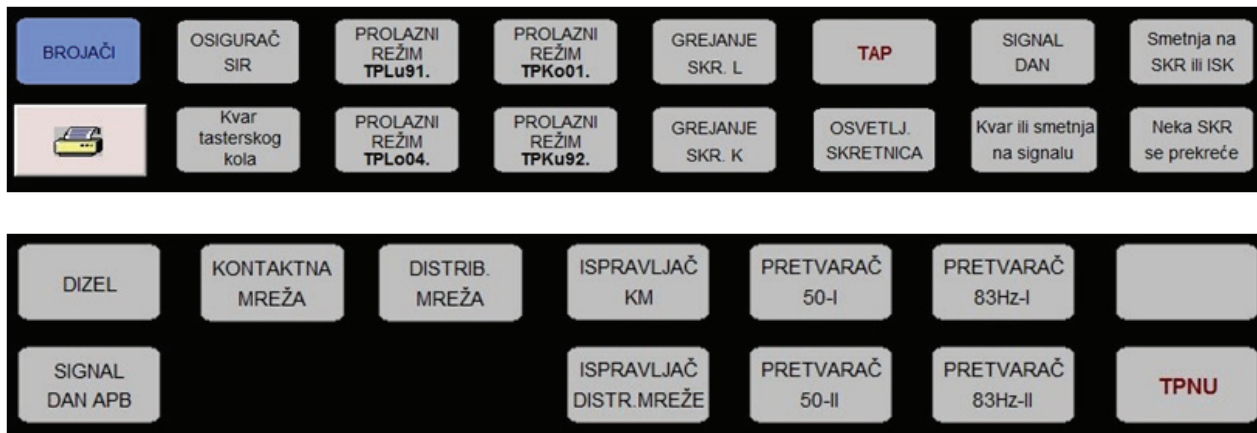 BROJAČI
OSIGURAČ
SIR
PROLAZNI
REŽIM
TPLu91.
PROLAZNI
REŽIM
TPKo01.
GREJANJE
SKR. L
TAP
SIGNAL
DAN
Smetnja na
SKR ili ISK
Kvar
tasterskog
kola
PROLAZNI
REŽIM
TPLo04.
PROLAZNI
REŽIM
TPKu92.
GREJANJE
SKR. K
OSVETLJ.
SKRETNICA
Kvar ili smetnja
na signalu
Neka SKR
se prekreće
DIZEL
KONTAKTNA
MREŽA
DISTRIB.
MREŽA
ISPRAVLJAČ
KM
PRETVARAČ
50-I
PRETVARAČ
83Hz-I
SIGNAL
DAN APB
ISPRAVLJAČ
DISTR.MREŽE
PRETVARAČ
50-II
PRETVARAČ
83Hz-II
TPNU